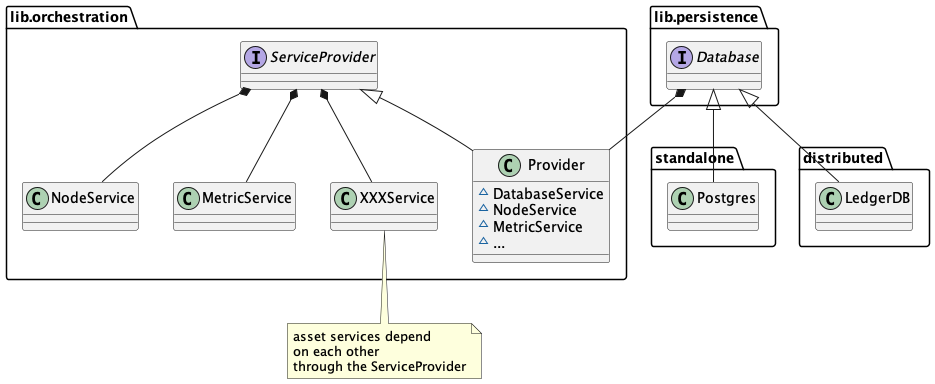 lib.orchestration
lib.persistence
I ServiceProvider
I Database
C Provider
~ DatabaseService
~ NodeService
~ MetricService
~ ...
standalone
distributed
C NodeService
C MetricService
C XXXService
C Postgres
C LedgerDB
asset services depend
on each other
through the ServiceProvider